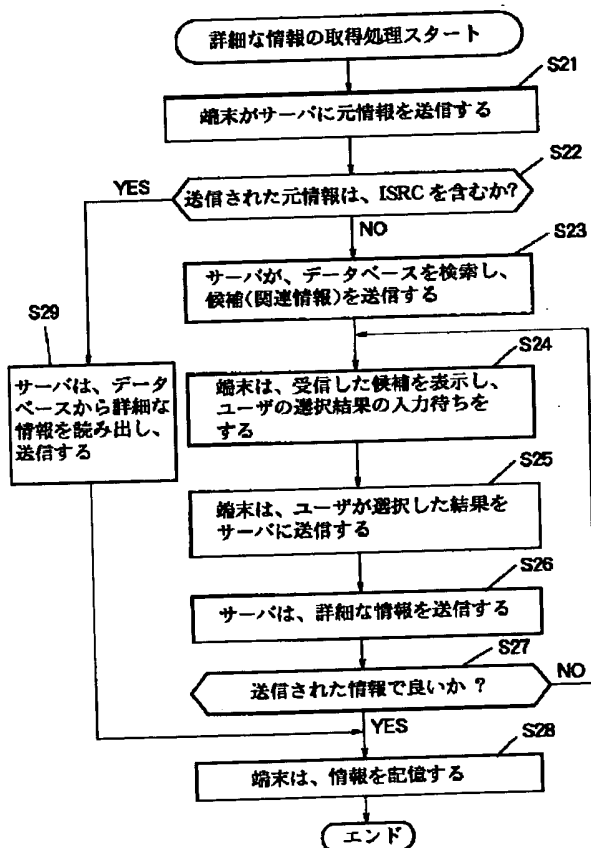 詳細な情報の取得処理スタート
S21
端末がサーバに元情報を送信する
S22
YES
送信された元情報は、ISRCを含むか?
NO
S23
サーバが、データベースを検索し、
候補(関連情報)を送信する
S29
サーバは、データ
ベースから詳細な
情報を読み出し、
送信する
S24
端末は、受信した候補を表示し、
ユーザの選択結果の入力待ちを
する
S25
端末は、ユーザが選択した結果を
サーバに送信する
S26
サーバは、詳細な情報を送信する
S27
送信された情報で良いか?
NO
YES
S28
端末は、情報を記憶する
エンド